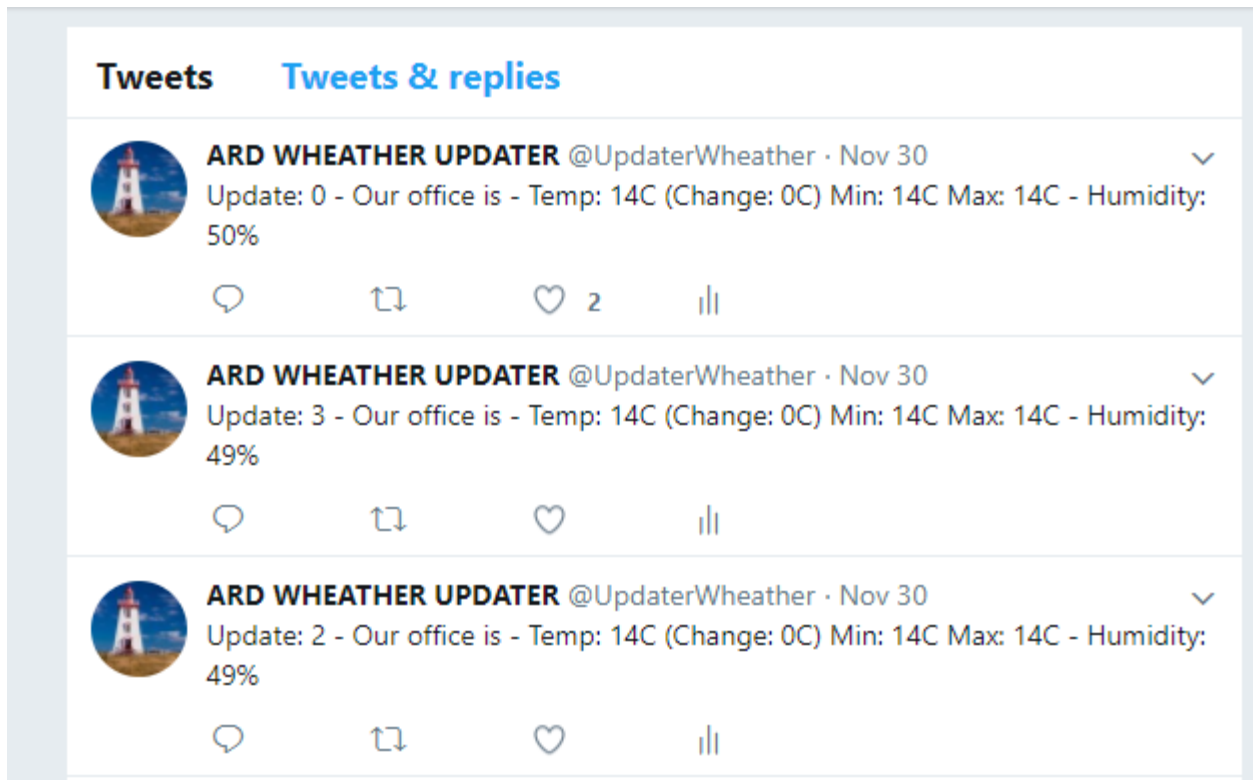 Tweets Tweets & replies
ARD WHEATHER UPDATER @UpdaterWheather · Nov 30
Update: 0 - Our office is - Temp: 14C (Change: 0C) Min: 14C Max: 14C - Humidity:
50%
2
ARD WHEATHER UPDATER @UpdaterWheather · Nov 30
Update: 3 - Our office is - Temp: 14C (Change: 0C) Min: 14C Max: 14C - Humidity:
49%
ARD WHEATHER UPDATER @UpdaterWheather · Nov 30
Update: 2 - Our office is - Temp: 14C (Change: 0C) Min: 14C Max: 14C - Humidity:
49%